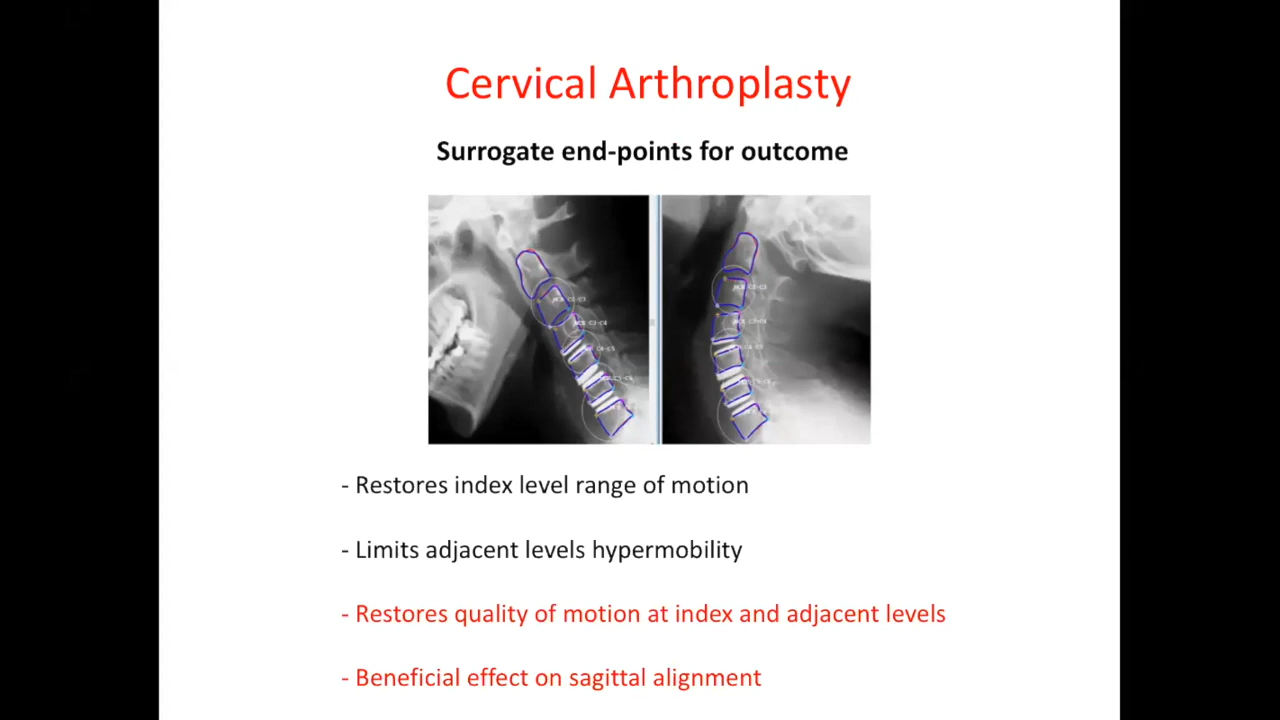 Cervical Arthroplasty
Surrogate end-points for outcome
- Restores index level range of motion
- Limits adjacent levels hypermobility
- Restores quality of motion at index and adjacent levels
- Beneficial effect on sagittal alignment